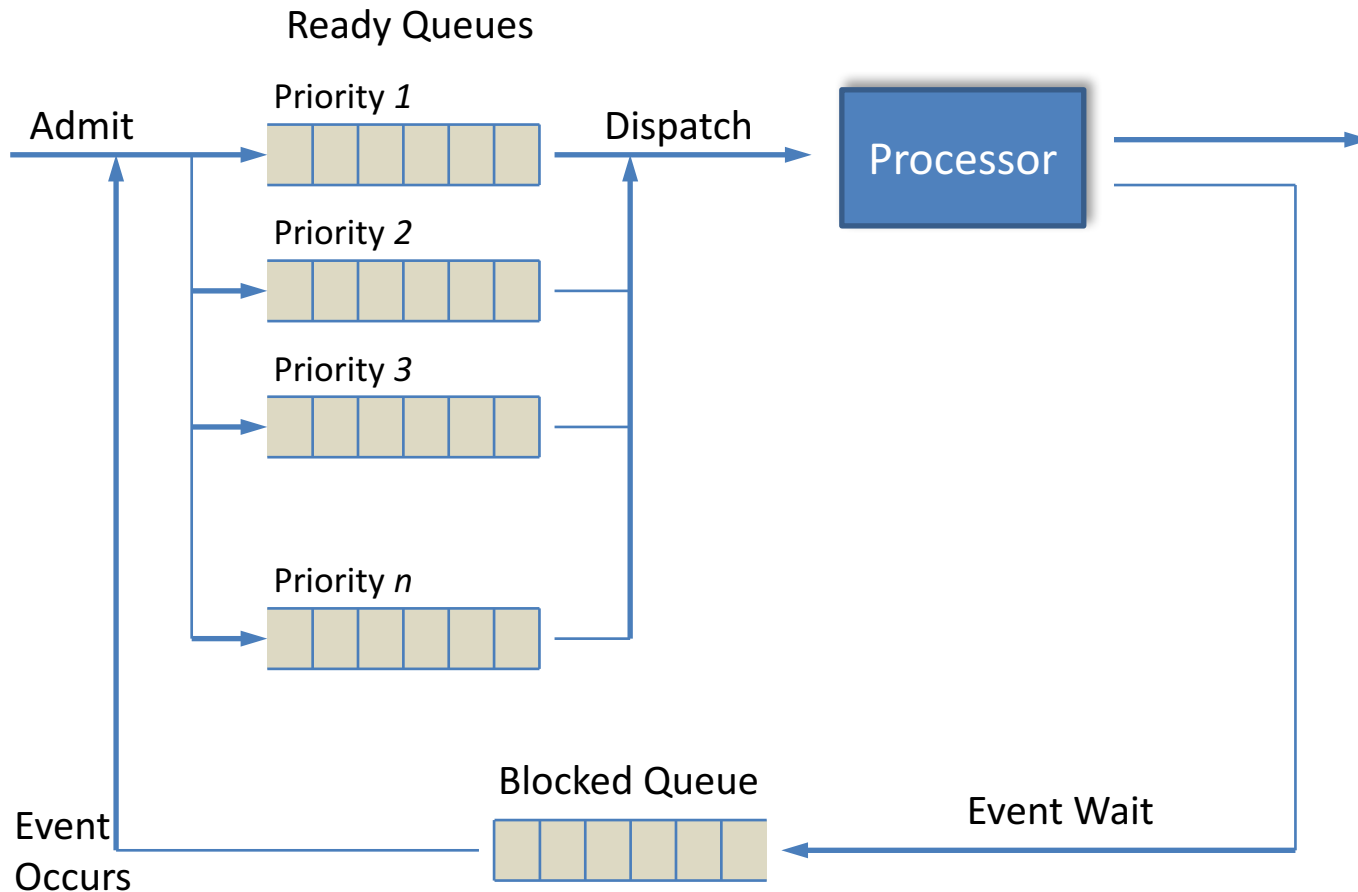 Ready Queues
Priority 1
Admit
Dispatch
Processor
Priority 2
Priority 3
Priority n
Blocked Queue
Event Wait
Event
Occurs